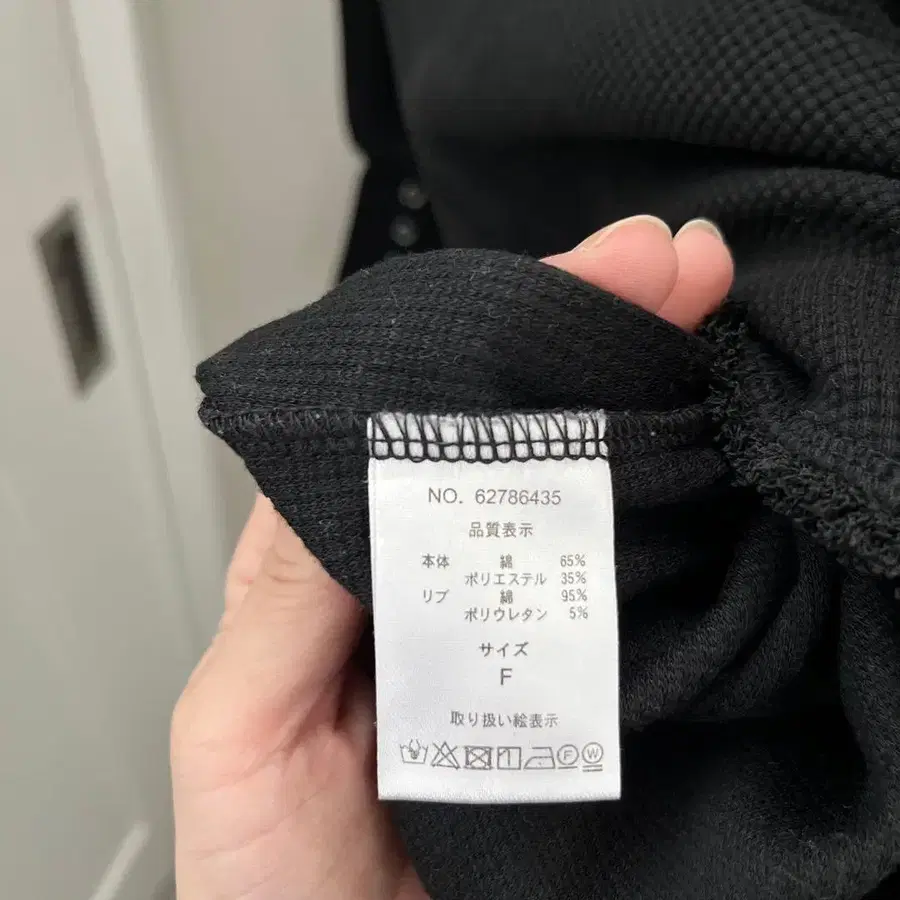 NO. 62786435
品質表示
本体 綿 65%
ポリエステル 35%
リブ 綿 95%
ポリウレタン 5%
サイズ
F
取り扱い絵表示
F W